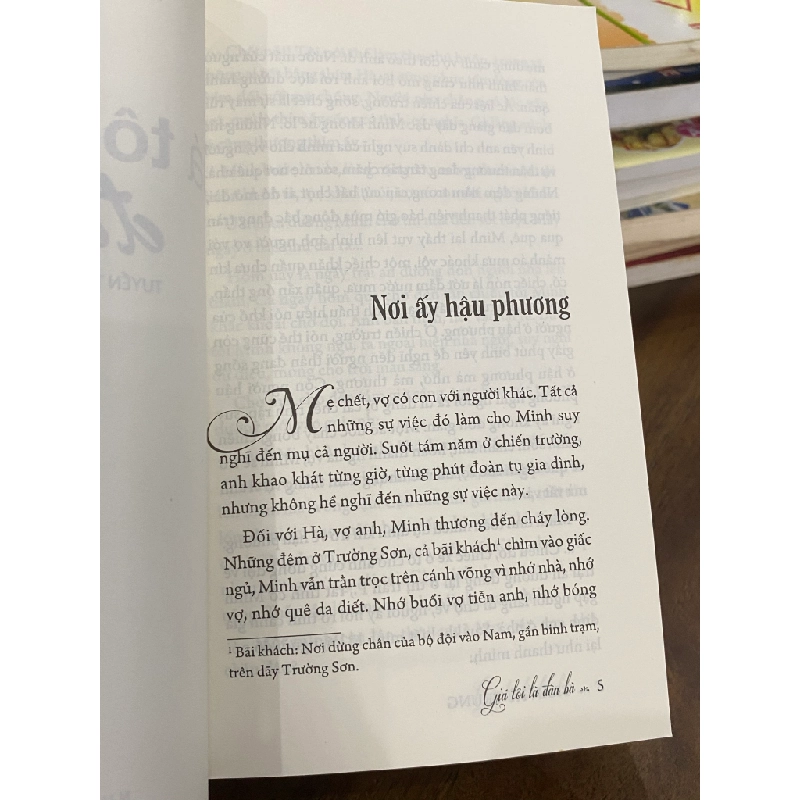 Nơi ấy hậu phương
Mẹ chết, vợ có con với người khác. Tất cả
những sự việc đó làm cho Minh suy
nghĩ đến mụ cả người. Suốt tám năm ở chiến trường,
anh khao khát từng giờ, từng phút đoàn tụ gia đình,
nhưng không hề nghĩ đến những sự việc này.
Đối với Hà, vợ anh, Minh thương đến cháy lòng.
Những đêm ở Trường Sơn, cả bãi khách¹ chìm vào giấc
ngủ, Minh vẫn trằn trọc trên cánh võng vì nhớ nhà, nhớ
vợ, nhớ quê da diết. Nhớ buổi vợ tiễn anh, nhớ bóng
¹ Bãi khách: Nơi dừng chân của bộ đội vào Nam, gần binh trạm,
trên dãy Trường Sơn.
Giá tôi là đàn bà 5